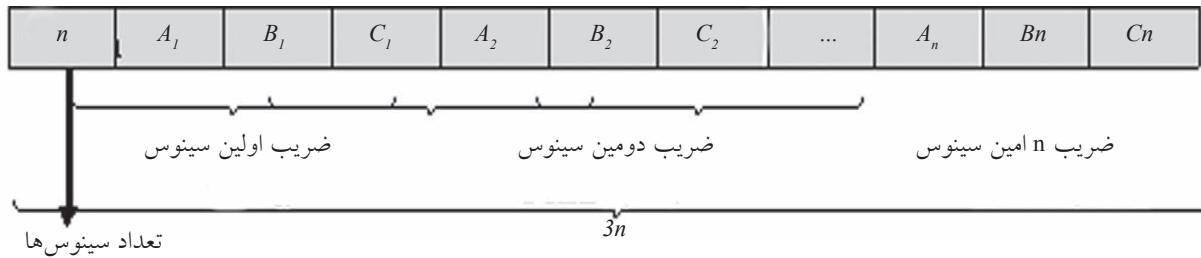 n A₁ B₁ C₁ A₂ B₂ C₂ ... Aₙ Bn Cn
ضریب اولین سینوس ضریب دومین سینوس ضریب n امین سینوس
3n
تعداد سینوس‌ها